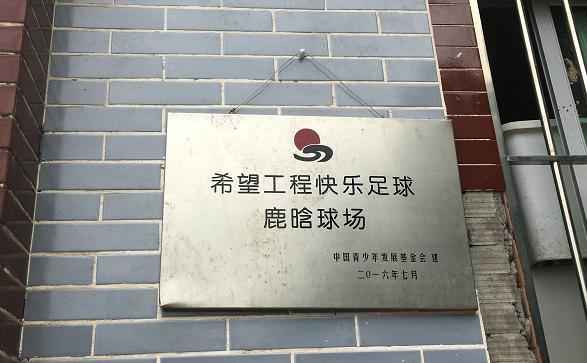 希望工程快乐足球
鹿晗球场
中国青少年发展基金会 建
二〇一六年七月